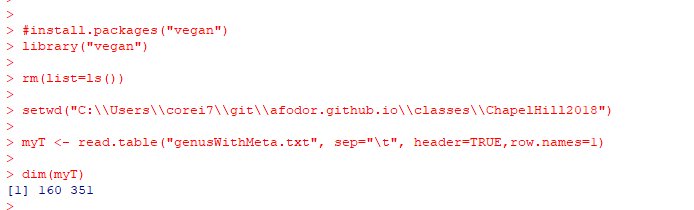 >
>
> #install.packages("vegan")
> library("vegan")
>
> rm(list=ls())
>
> setwd("C:\\Users\\corei7\\git\\afodor.github.io\\classes\\ChapelHill2018")
>
> myT <- read.table("genusWithMeta.txt", sep="\t", header=TRUE,row.names=1)
>
> dim(myT)
[1] 160 351
>